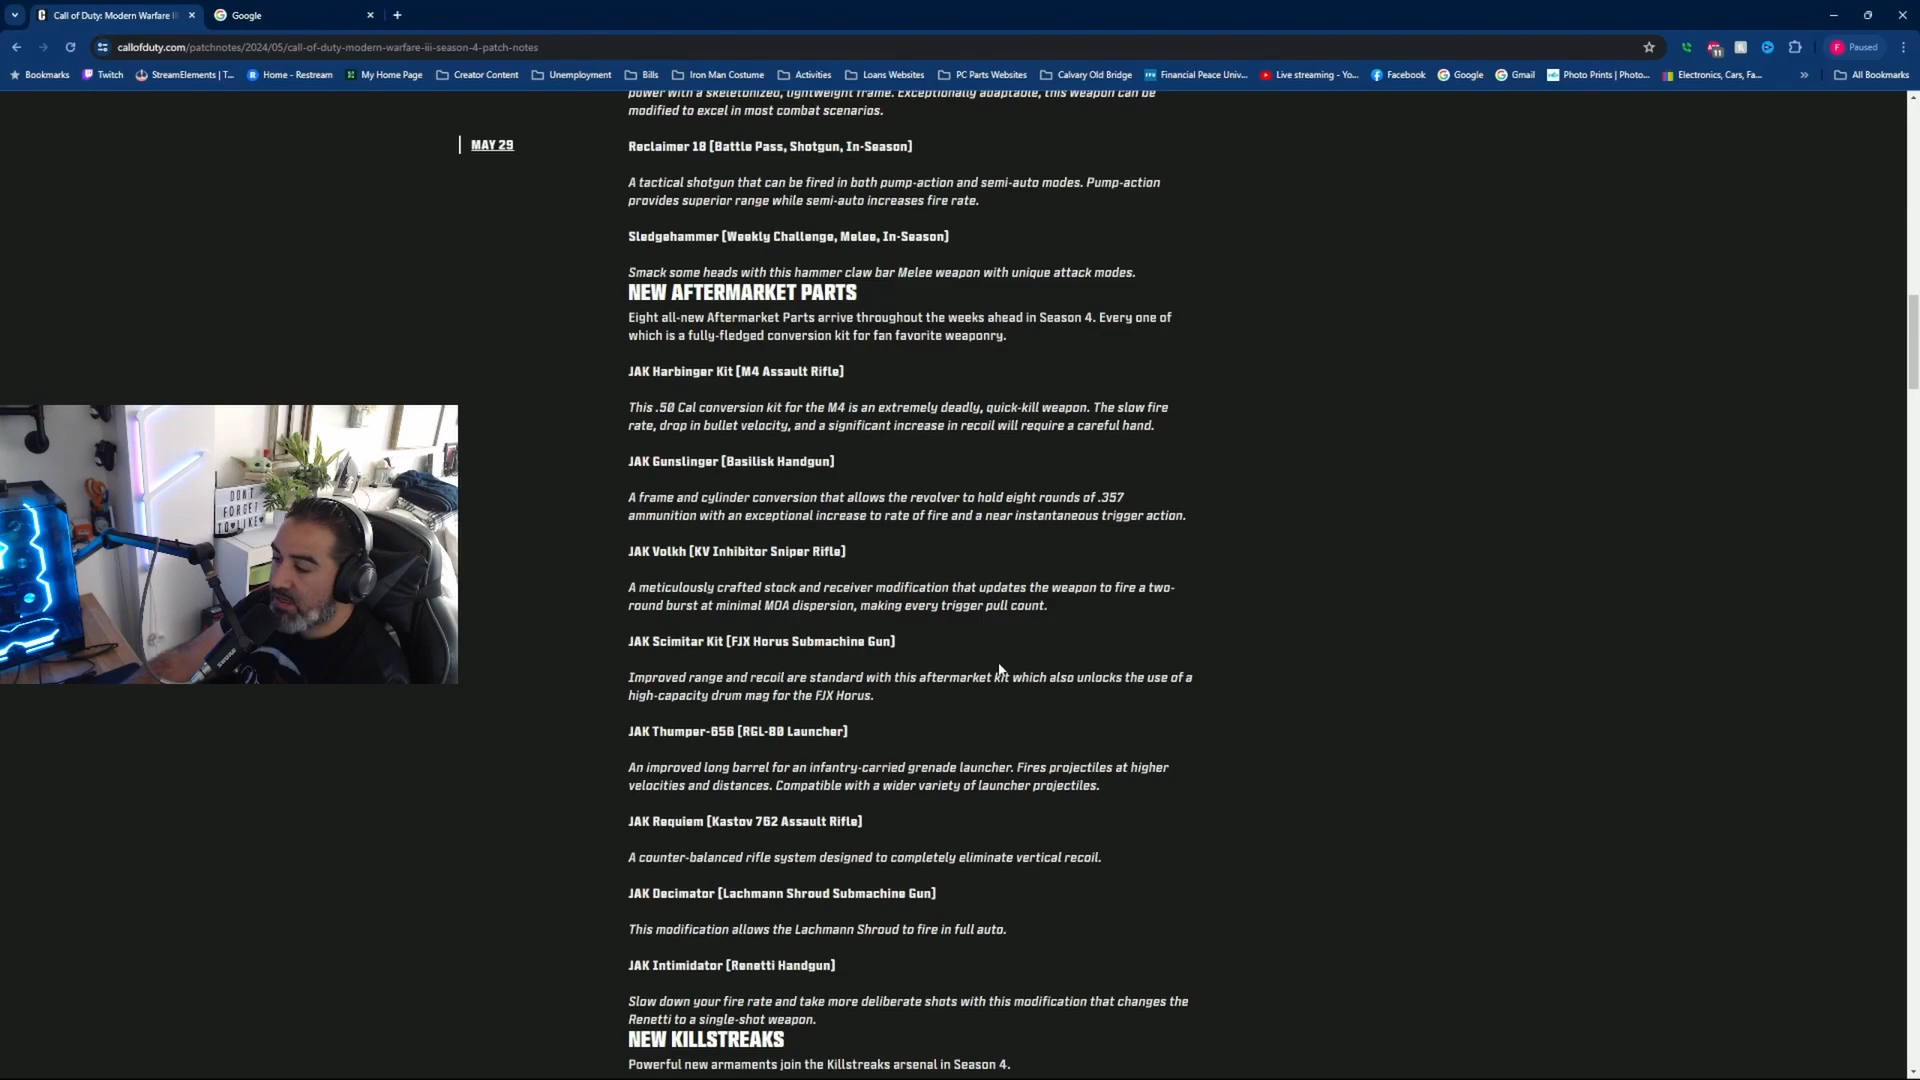 Call of Duty: Modern Warfare II
Google
callofduty.com/patchnotes/2024/05/call-of-duty-modern-warfare-iii-season-4-patch-notes
F Paused
11
Bookmarks
Twitch
StreamElements | T...
Home - Restream
My Home Page
Creator Content
Unemployment
Bills
Iron Man Costume
Activities
Loans Websites
PC Parts Websites
Calvary Old Bridge
Financial Peace Univ...
Live streaming - Yo...
Facebook
Google
Gmail
Photo Prints | Photo...
Electronics, Cars, Fa...
»
All Bookmarks
MAY 29
power with a skeletonized, lightweight frame. Exceptionally adaptable, this weapon can be
modified to excel in most combat scenarios.
Reclaimer 18 [Battle Pass, Shotgun, In-Season]
A tactical shotgun that can be fired in both pump-action and semi-auto modes. Pump-action
provides superior range while semi-auto increases fire rate.
Sledgehammer [Weekly Challenge, Melee, In-Season]
Smack some heads with this hammer claw bar Melee weapon with unique attack modes.
NEW AFTERMARKET PARTS
Eight all-new Aftermarket Parts arrive throughout the weeks ahead in Season 4. Every one of
which is a fully-fledged conversion kit for fan favorite weaponry.
JAK Harbinger Kit [M4 Assault Rifle]
This .50 Cal conversion kit for the M4 is an extremely deadly, quick-kill weapon. The slow fire
rate, drop in bullet velocity, and a significant increase in recoil will require a careful hand.
JAK Gunslinger [Basilisk Handgun]
A frame and cylinder conversion that allows the revolver to hold eight rounds of .357
ammunition with an exceptional increase to rate of fire and a near instantaneous trigger action.
JAK Volkh [KV Inhibitor Sniper Rifle]
A meticulously crafted stock and receiver modification that updates the weapon to fire a two-
round burst at minimal MOA dispersion, making every trigger pull count.
JAK Scimitar Kit [FJX Horus Submachine Gun]
Improved range and recoil are standard with this aftermarket kit which also unlocks the use of a
high-capacity drum mag for the FJX Horus.
JAK Thumper-656 [RGL-80 Launcher]
An improved long barrel for an infantry-carried grenade launcher. Fires projectiles at higher
velocities and distances. Compatible with a wider variety of launcher projectiles.
JAK Requiem [Kastov 762 Assault Rifle]
A counter-balanced rifle system designed to completely eliminate vertical recoil.
JAK Decimator [Lachmann Shroud Submachine Gun]
This modification allows the Lachmann Shroud to fire in full auto.
JAK Intimidator [Renetti Handgun]
Slow down your fire rate and take more deliberate shots with this modification that changes the
Renetti to a single-shot weapon.
NEW KILLSTREAKS
Powerful new armaments join the Killstreaks arsenal in Season 4.
DON'T
FORGET
TO LIKE
SHURE